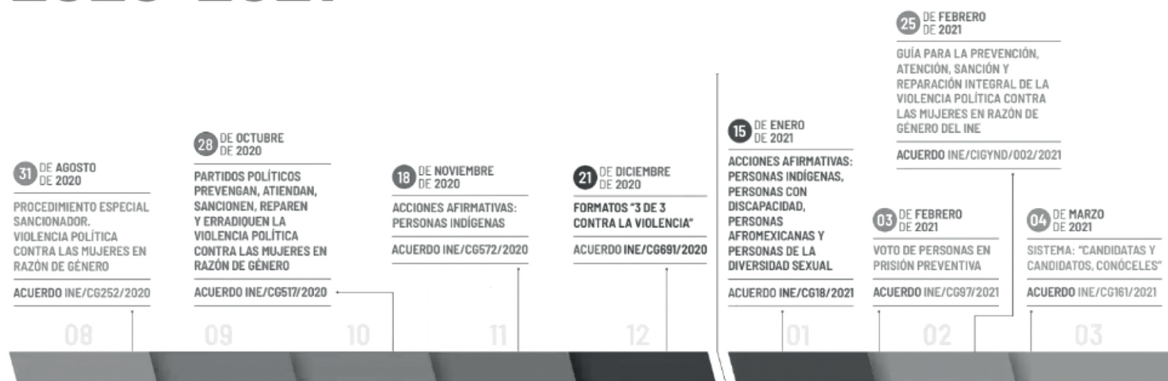 31 DE AGOSTO
DE 2020
PROCEDIMIENTO ESPECIAL
SANCIONADOR.
VIOLENCIA POLÍTICA
CONTRA LAS MUJERES EN
RAZÓN DE GÉNERO
ACUERDO INE/CG252/2020
28 DE OCTUBRE
DE 2020
PARTIDOS POLÍTICOS
PREVENGAN, ATIENDAN,
SANCIONEN, REPAREN
Y ERRADIQUEN LA
VIOLENCIA POLÍTICA
CONTRA LAS MUJERES EN
RAZÓN DE GÉNERO
ACUERDO INE/CG517/2020
18 DE NOVIEMBRE
DE 2020
ACCIONES AFIRMATIVAS:
PERSONAS INDÍGENAS
ACUERDO INE/CG572/2020
21 DE DICIEMBRE
DE 2020
FORMATOS "3 DE 3
CONTRA LA VIOLENCIA"
ACUERDO INE/CG691/2020
15 DE ENERO
DE 2021
ACCIONES AFIRMATIVAS:
PERSONAS INDÍGENAS,
PERSONAS CON
DISCAPACIDAD,
PERSONAS
AFROMEXICANAS Y
PERSONAS DE LA
DIVERSIDAD SEXUAL
ACUERDO INE/CG18/2021
03 DE FEBRERO
DE 2021
VOTO DE PERSONAS EN
PRISIÓN PREVENTIVA
ACUERDO INE/CG97/2021
25 DE FEBRERO
DE 2021
GUÍA PARA LA PREVENCIÓN,
ATENCIÓN, SANCIÓN Y
REPARACIÓN INTEGRAL DE LA
VIOLENCIA POLÍTICA CONTRA
LAS MUJERES EN RAZÓN DE
GÉNERO DEL INE
ACUERDO INE/CIGYND/002/2021
04 DE MARZO
DE 2021
SISTEMA: "CANDIDATAS Y
CANDIDATOS, CONÓCELES"
ACUERDO INE/CG161/2021
08 09 10 11 12 01 02 03